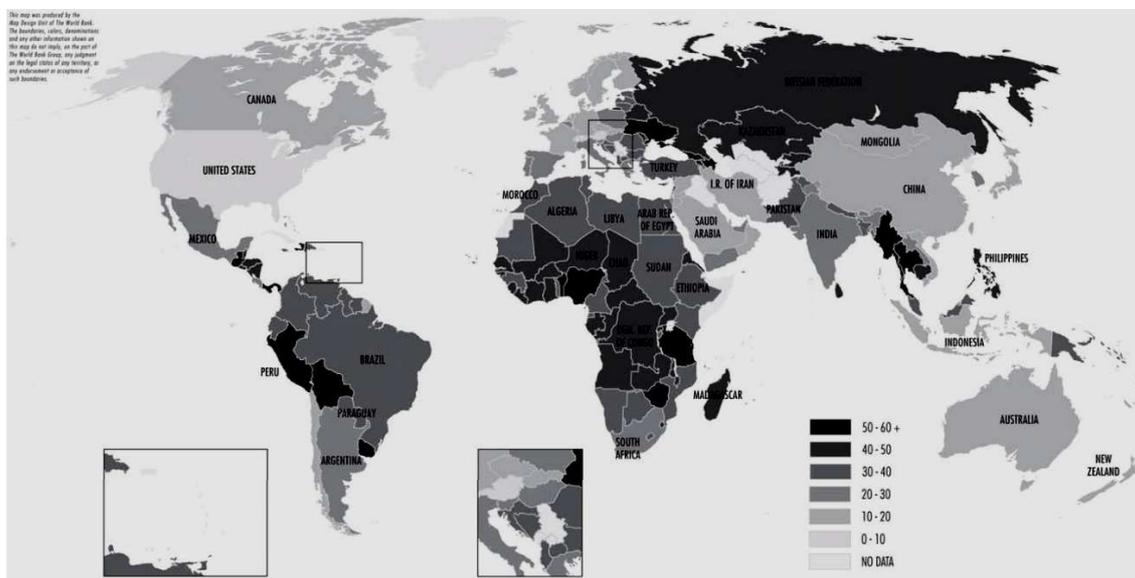 This map was produced by the
Map Design Unit of The World Bank.
The boundaries, colors, denominations
and any other information shown on
this map do not imply, on the part of
The World Bank Group, any judgment
on the legal status of any territory, or
any endorsement or acceptance of
such boundaries.
RUSSIAN FEDERATION
CANADA
KAZAKHSTAN
MONGOLIA
UNITED STATES
TURKEY
I.R. OF IRAN
CHINA
MOROCCO
ALGERIA
LIBYA
ARAB REP.
OF EGYPT
SAUDI
ARABIA
PAKISTAN
INDIA
MEXICO
NIGER
CHAD
SUDAN
ETHIOPIA
PHILIPPINES
DEM. REP.
OF CONGO
INDONESIA
BRAZIL
PERU
MADAGASCAR
PARAGUAY
AUSTRALIA
ARGENTINA
SOUTH
AFRICA
NEW
ZEALAND
50 - 60 +
40 - 50
30 - 40
20 - 30
10 - 20
0 - 10
NO DATA